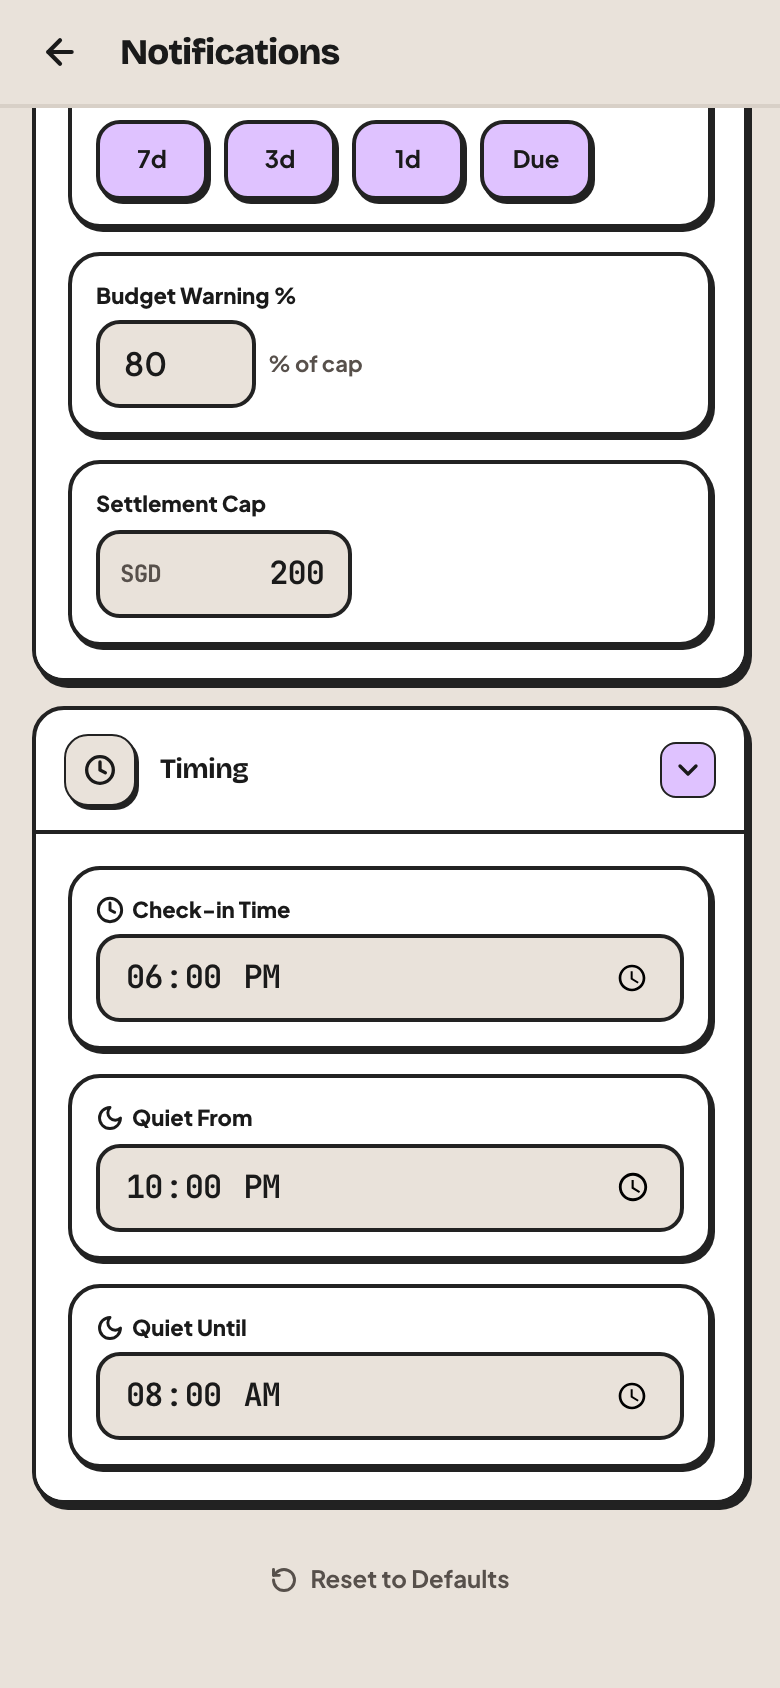 Notifications
7d 3d 1d Due
Budget Warning %
80 % of cap
Settlement Cap
SGD 200
Timing
Check-in Time
06:00 PM
Quiet From
10:00 PM
Quiet Until
08:00 AM
Reset to Defaults